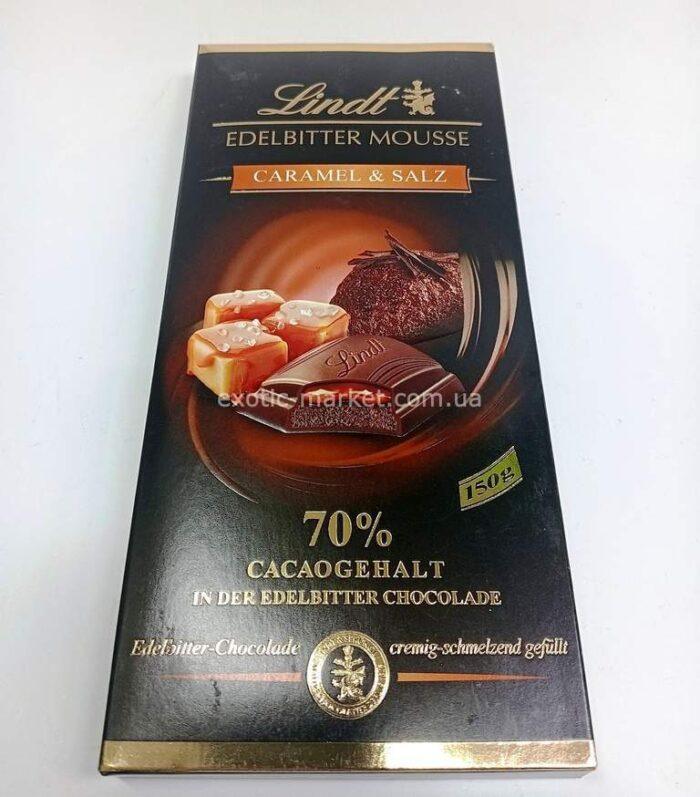 Lindt
EDELBITTER MOUSSE
CARAMEL & SALZ
Lindt
exotic-market.com.ua
150g
70%
CACAOGEHALT
IN DER EDELBITTER CHOCOLADE
Edelbitter-Chocolade cremig-schmelzend gefüllt